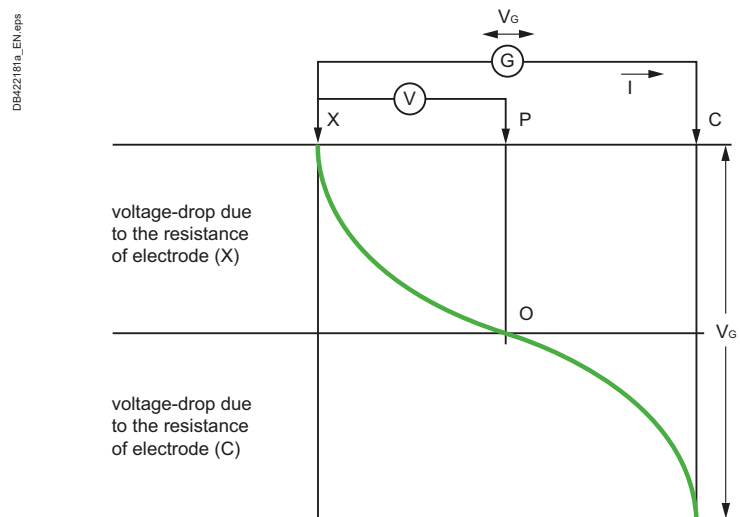 DB422181a_EN.eps
VG
G
I
V
X
P
C
voltage-drop due
to the resistance
of electrode (X)
O
VG
voltage-drop due
to the resistance
of electrode (C)